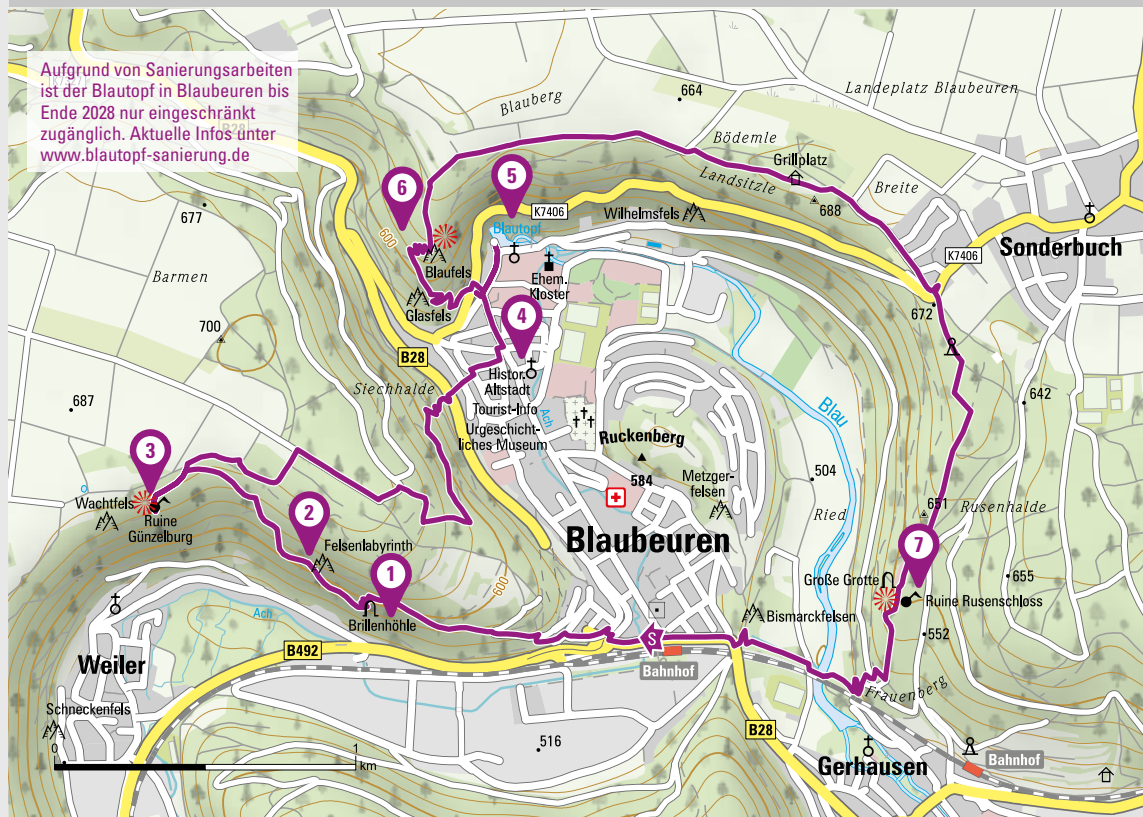 Aufgrund von Sanierungsarbeiten
ist der Blautopf in Blaubeuren bis
Ende 2028 nur eingeschränkt
zugänglich. Aktuelle Infos unter
www.blautopf-sanierung.de
B28
Blauberg
664
Landeplatz Blaubeuren
Bödemle
Grillplatz
Landsitzle
Breite
688
6
5
K7406
Wilhelmsfels
677
600
Blautopf
Sonderbuch
K7406
Barmen
Blaufels
Ehem.
Kloster
Glasfels
672
4
700
B28
Histor.
Altstadt
Siechhalde
Ach
Tourist-Info
Urgeschicht-
liches Museum
Blau
642
687
Ruckenberg
584
Metzger-
felsen
504
3
Wachtfels
Ruine
Günzelburg
2
Felsenlabyrinth
Ried
651
Rusenhalde
Blaubeuren
7
1
600
Große Grotte
655
Ruine Rusenschloss
Brillenhöhle
Bismarckfelsen
552
Ach
B492
S
Weiler
Bahnhof
Frauenberg
Schneckenfels
B28
516
0
1
km
Gerhausen
Bahnhof